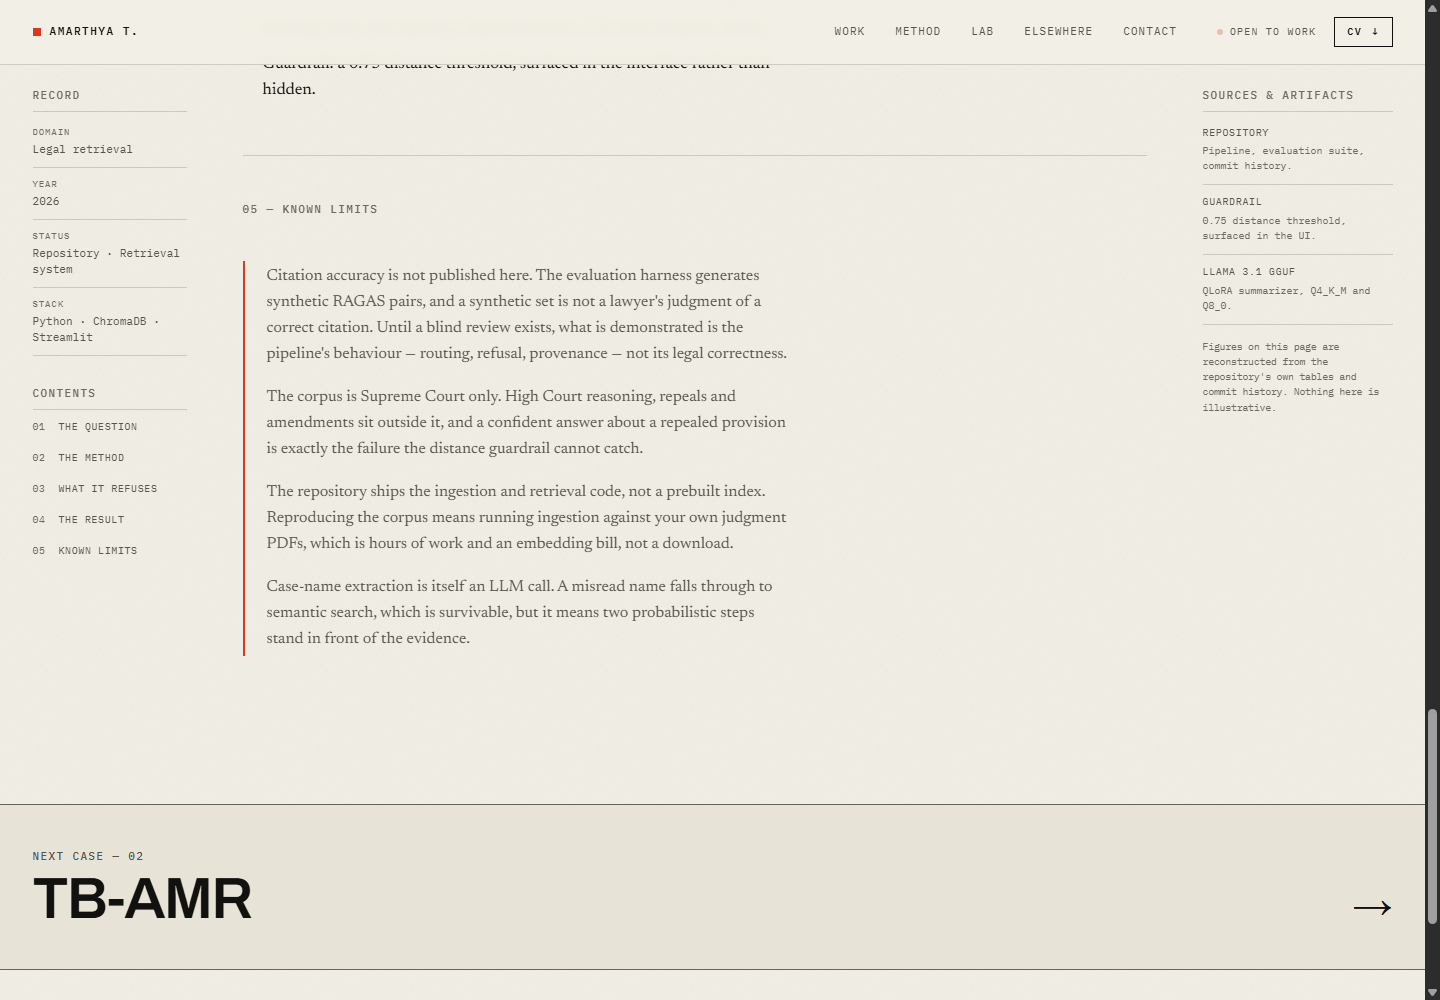 AMARTHYA T.
WORK METHOD LAB ELSEWHERE CONTACT OPEN TO WORK CV ↓
RECORD
DOMAIN
Legal retrieval
YEAR
2026
STATUS
Repository · Retrieval
system
STACK
Python · ChromaDB ·
Streamlit
CONTENTS
01 THE QUESTION
02 THE METHOD
03 WHAT IT REFUSES
04 THE RESULT
05 KNOWN LIMITS
Guardrail: a 0.75 distance threshold, surfaced in the interface rather than
hidden.
05 — KNOWN LIMITS
Citation accuracy is not published here. The evaluation harness generates
synthetic RAGAS pairs, and a synthetic set is not a lawyer's judgment of a
correct citation. Until a blind review exists, what is demonstrated is the
pipeline's behaviour — routing, refusal, provenance — not its legal correctness.
The corpus is Supreme Court only. High Court reasoning, repeals and
amendments sit outside it, and a confident answer about a repealed provision
is exactly the failure the distance guardrail cannot catch.
The repository ships the ingestion and retrieval code, not a prebuilt index.
Reproducing the corpus means running ingestion against your own judgment
PDFs, which is hours of work and an embedding bill, not a download.
Case-name extraction is itself an LLM call. A misread name falls through to
semantic search, which is survivable, but it means two probabilistic steps
stand in front of the evidence.
SOURCES & ARTIFACTS
REPOSITORY
Pipeline, evaluation suite,
commit history.
GUARDRAIL
0.75 distance threshold,
surfaced in the UI.
LLAMA 3.1 GGUF
QLoRA summarizer, Q4_K_M and
Q8_0.
Figures on this page are
reconstructed from the
repository's own tables and
commit history. Nothing here is
illustrative.
NEXT CASE — 02
TB-AMR
→